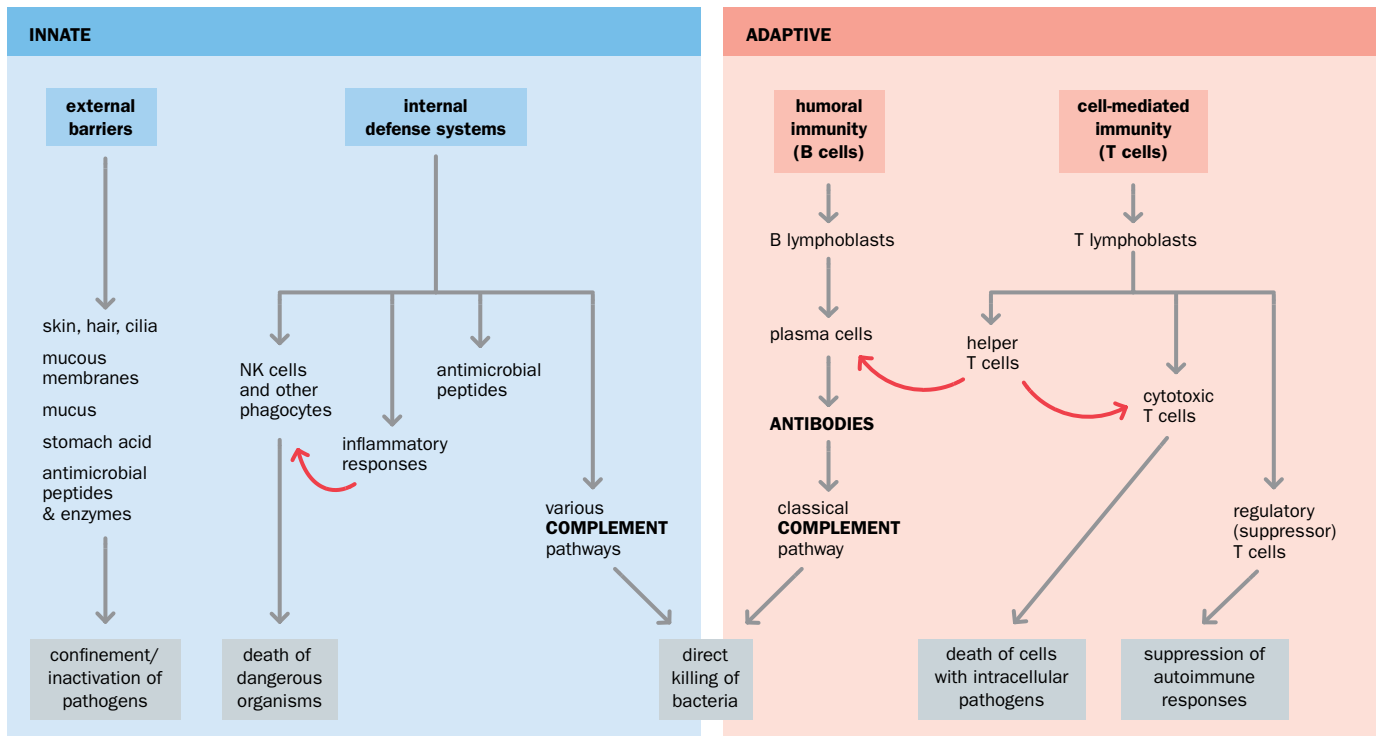 INNATE
external
barriers
internal
defense systems
skin, hair, cilia
mucous
membranes
mucus
stomach acid
antimicrobial
peptides
& enzymes
NK cells
and other
phagocytes
inflammatory
responses
antimicrobial
peptides
various
COMPLEMENT
pathways
confinement/
inactivation of
pathogens
death of
dangerous
organisms
direct
killing of
bacteria
ADAPTIVE
humoral
immunity
(B cells)
cell-mediated
immunity
(T cells)
B lymphoblasts
plasma cells
ANTIBODIES
classical
COMPLEMENT
pathway
T lymphoblasts
helper
T cells
cytotoxic
T cells
regulatory
(suppressor)
T cells
death of cells
with intracellular
pathogens
suppression of
autoimmune
responses